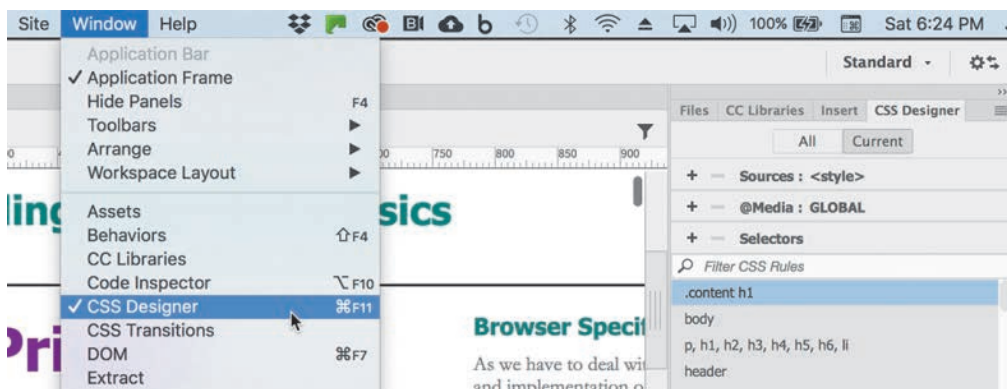 Site Window Help 100% Sat 6:24 PM
Application Bar
✓ Application Frame
Hide Panels F4
Toolbars
Arrange
Workspace Layout
Assets
Behaviors ⇧F4
CC Libraries
Code Inspector ⌥F10
✓ CSS Designer ⌘F11
CSS Transitions
DOM ⌘F7
Extract
Standard
750 800 850 900
sics
Pri
Browser Specif
As we have to deal wit
and implementation o
Files CC Libraries Insert CSS Designer
All Current
+ − Sources : <style>
+ − @Media : GLOBAL
+ − Selectors
Filter CSS Rules
.content h1
body
p, h1, h2, h3, h4, h5, h6, li
header